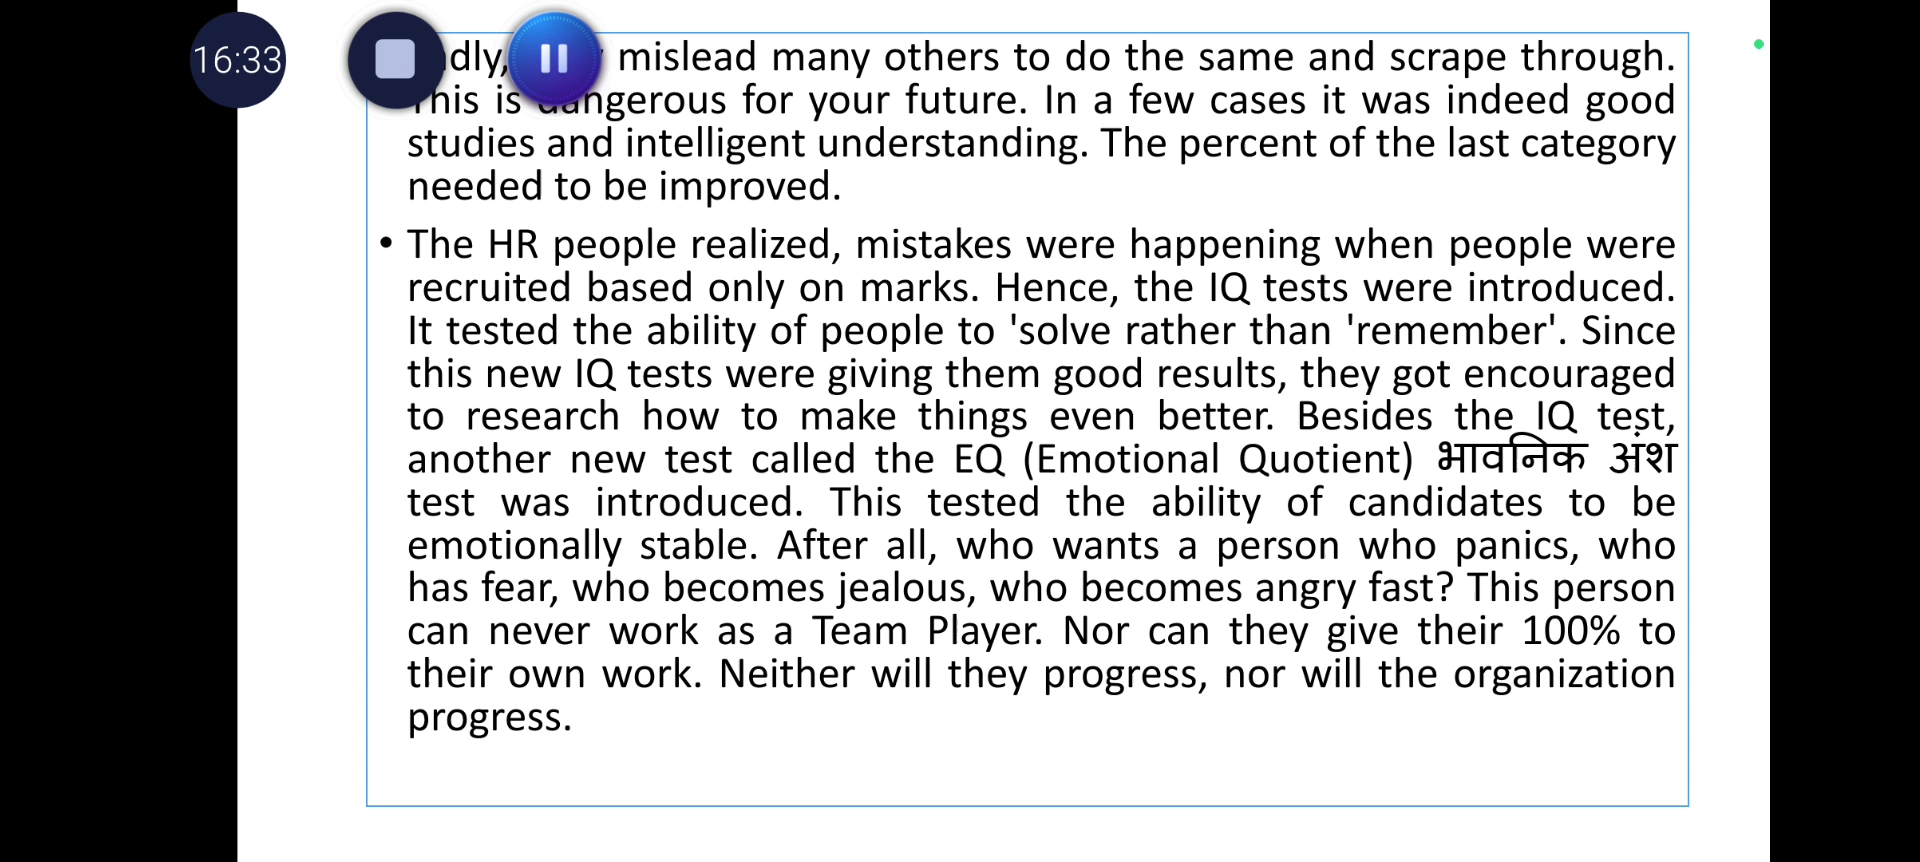 16:33
mislead many others to do the same and scrape through.
is dangerous for your future. In a few cases it was indeed good
studies and intelligent understanding. The percent of the last category
needed to be improved.
• The HR people realized, mistakes were happening when people were
recruited based only on marks. Hence, the IQ tests were introduced.
It tested the ability of people to 'solve rather than 'remember'. Since
this new IQ tests were giving them good results, they got encouraged
to research how to make things even better. Besides the IQ test,
another new test called the EQ (Emotional Quotient) भावनिक अंश
test was introduced. This tested the ability of candidates to be
emotionally stable. After all, who wants a person who panics, who
has fear, who becomes jealous, who becomes angry fast? This person
can never work as a Team Player. Nor can they give their 100% to
their own work. Neither will they progress, nor will the organization
progress.